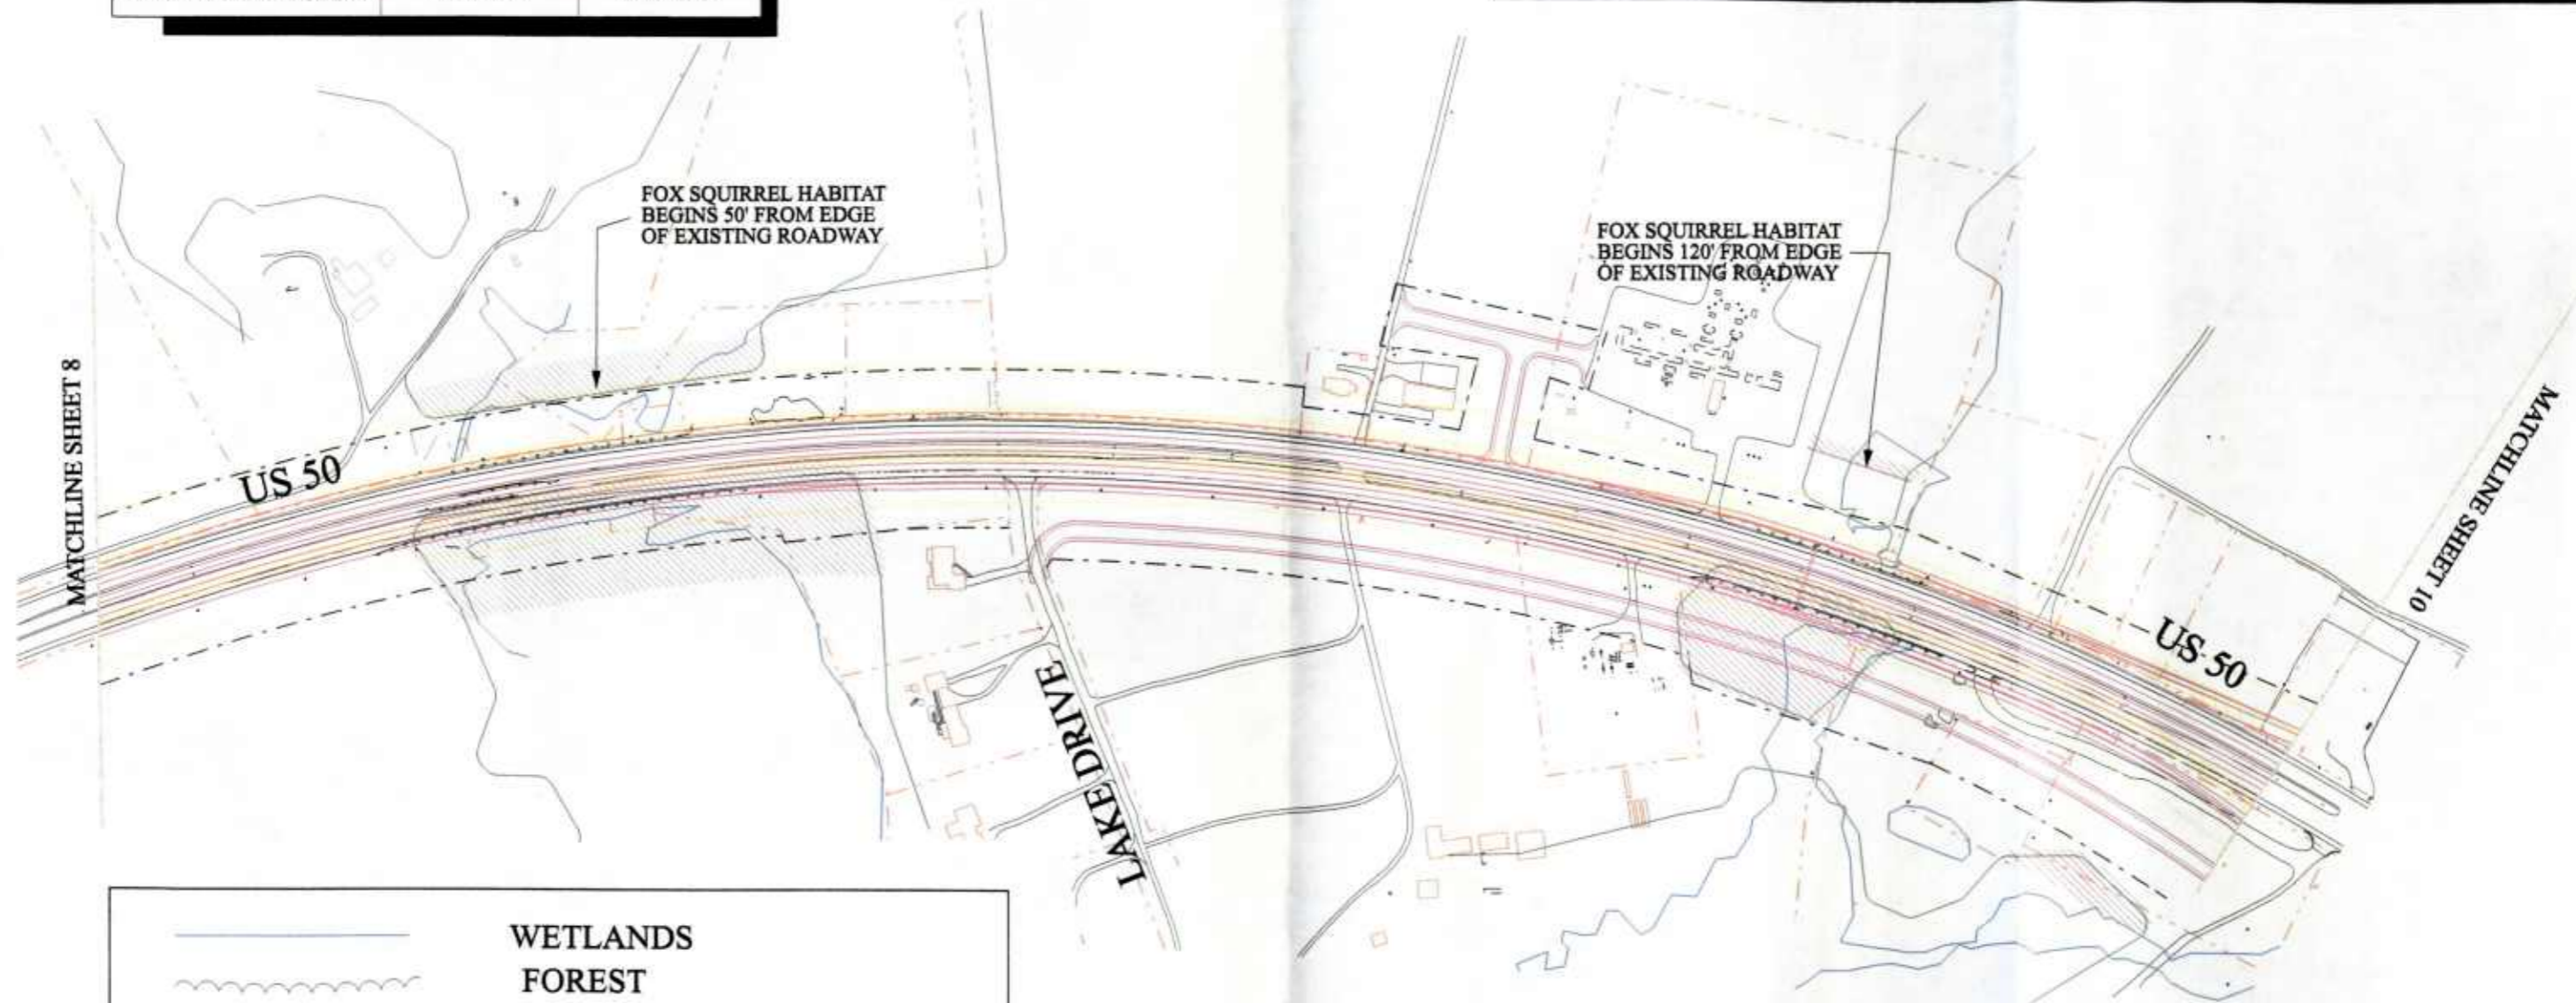 FOX SQUIRREL HABITAT
BEGINS 50' FROM EDGE
OF EXISTING ROADWAY
FOX SQUIRREL HABITAT
BEGINS 120' FROM EDGE
OF EXISTING ROADWAY
MATCHLINE SHEET 8
US 50
MATCHLINE SHEET 10
US 50
LAKE DRIVE
WETLANDS
FOREST